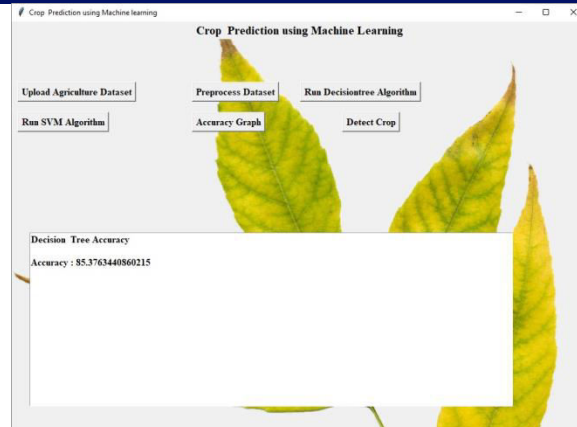 Crop Prediction using Machine learning
Crop Prediction using Machine Learning
Upload Agriculture Dataset
Preprocess Dataset
Run Decisiontree Algorithm
Run SVM Algorithm
Accuracy Graph
Detect Crop
Decision Tree Accuracy
Accuracy : 85.3763440860215